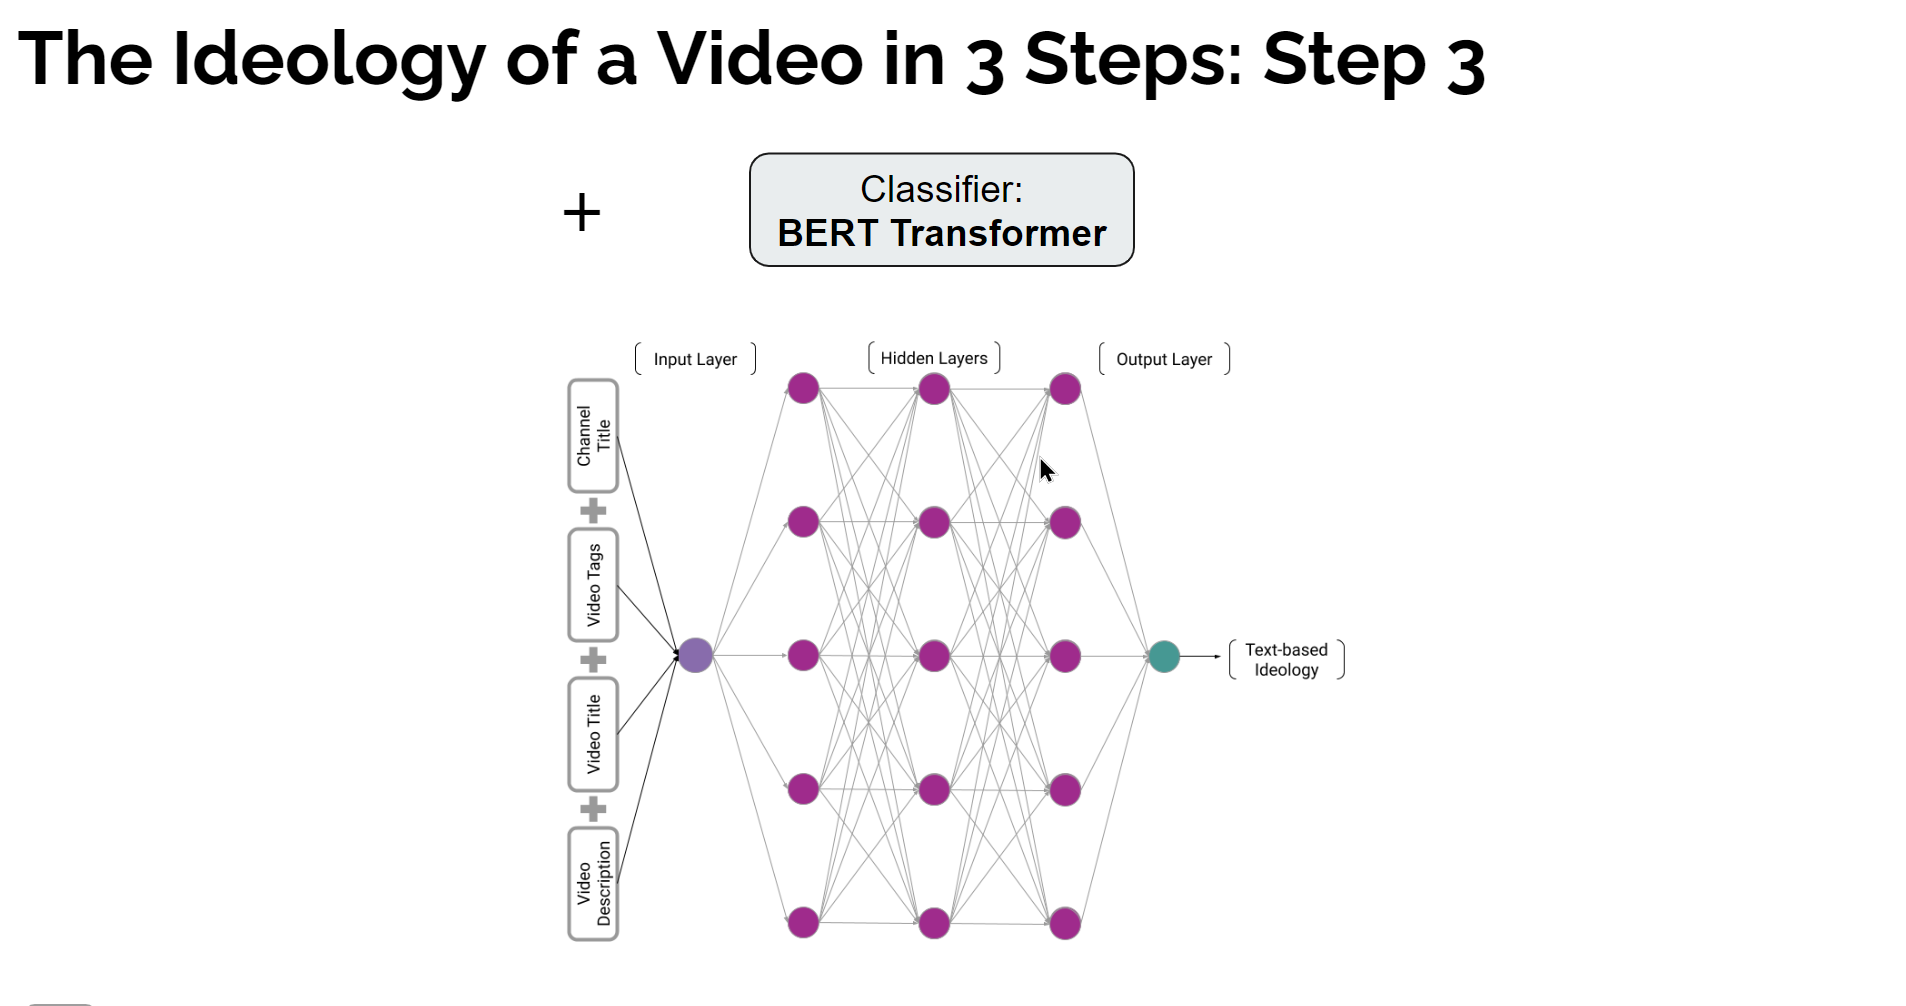 The Ideology of a Video in 3 Steps: Step 3
+
Classifier:
BERT Transformer
Input Layer
Hidden Layers
Output Layer
Channel
Title
Video Tags
Video Title
Video
Description
Text-based
Ideology